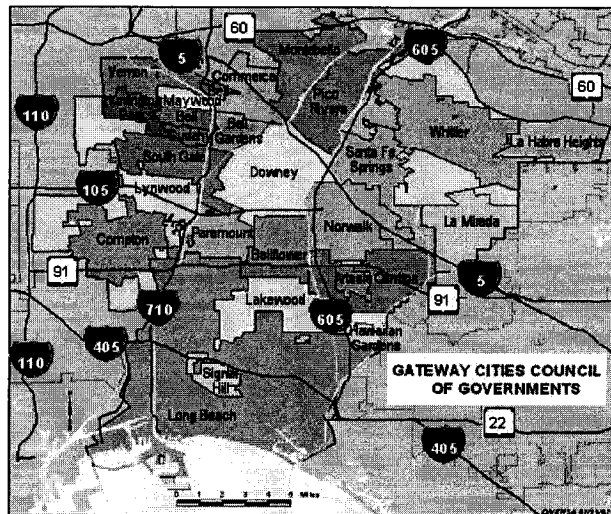 60
5
605
Montebello
Vernon
Commerce
Pico
Rivera
60
Maywood
110
Bell
Whittier
La Habra Heights
Bell
Gardens
South Gate
Santa Fe
Springs
Downey
105
Lynwood
La Mirada
Compton
Paramount
Bellflower
Norwalk
91
5
91
Lakewood
710
605
Hawaiian
Gardens
405
110
Signal
Hill
GATEWAY CITIES COUNCIL
OF GOVERNMENTS
Long Beach
22
405
Miles